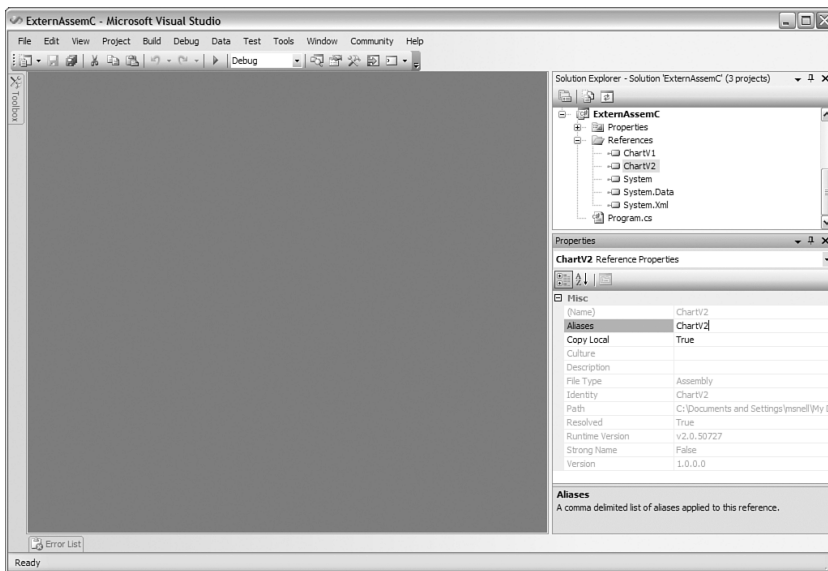 ExternAssemC - Microsoft Visual Studio
File Edit View Project Build Debug Data Test Tools Window Community Help
Debug
Toolbox
Solution Explorer - Solution 'ExternAssemC' (3 projects)
ExternAssemC
Properties
References
ChartV1
ChartV2
System
System.Data
System.Xml
Program.cs
Properties
ChartV2 Reference Properties
Misc
(Name) ChartV2
Aliases ChartV2
Copy Local True
Culture
Description
File Type Assembly
Identity ChartV2
Path C:\Documents and Settings\msnell\My
Resolved True
Runtime Version v2.0.50727
Strong Name False
Version 1.0.0.0
Aliases
A comma delimited list of aliases applied to this reference.
Error List
Ready